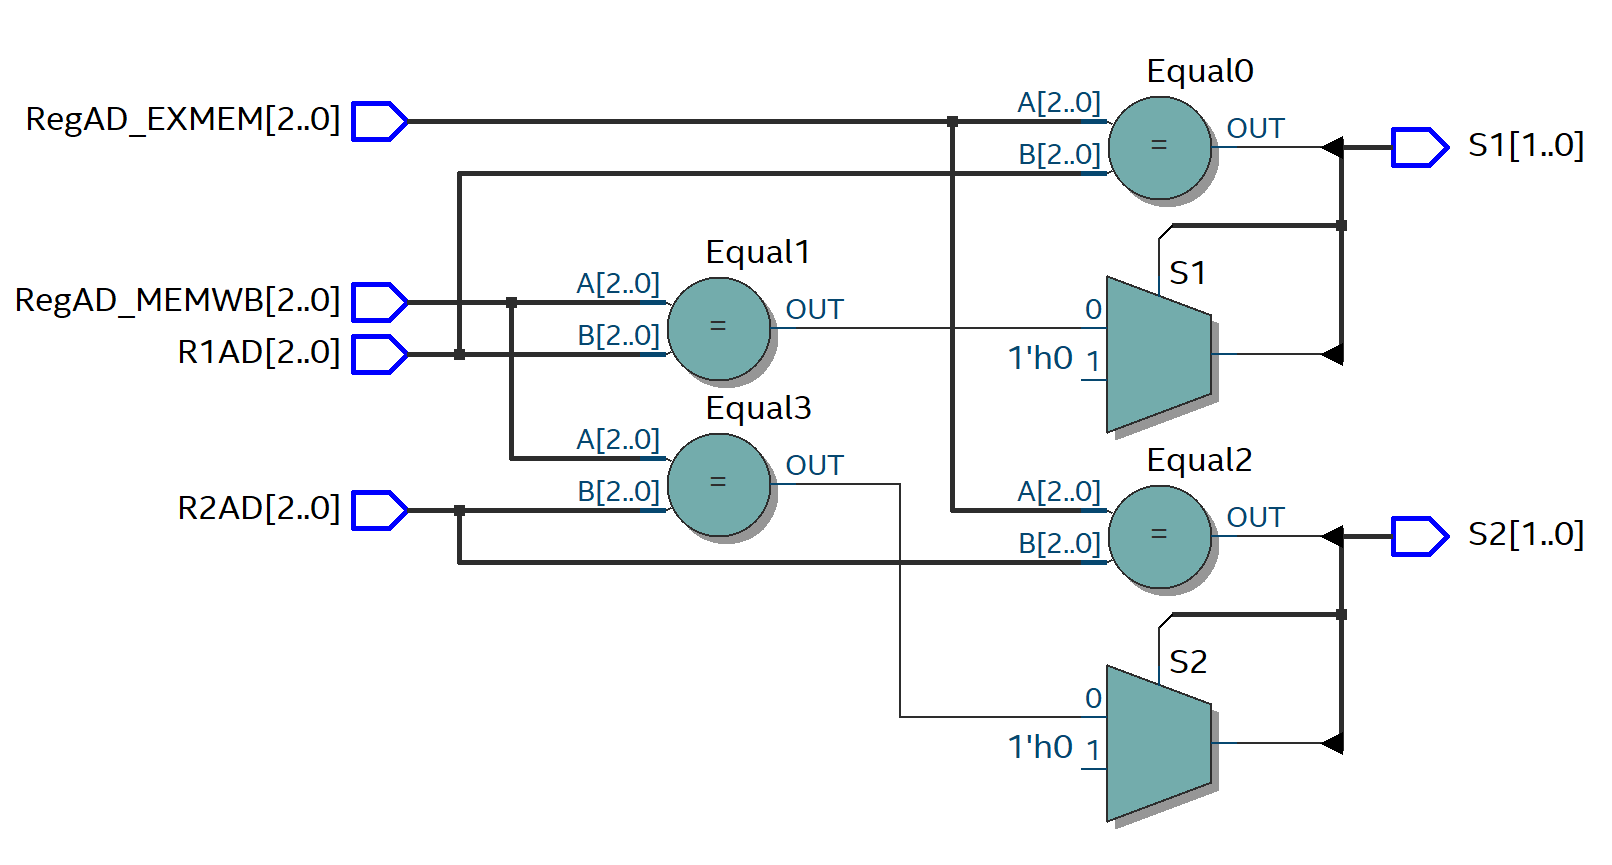 Equal0
RegAD_EXMEM[2..0]
A[2..0]
B[2..0]
=
OUT
S1[1..0]
Equal1
RegAD_MEMWB[2..0]
R1AD[2..0]
A[2..0]
B[2..0]
=
OUT
S1
0
1'h0 1
Equal3
R2AD[2..0]
A[2..0]
B[2..0]
=
OUT
Equal2
A[2..0]
B[2..0]
=
OUT
S2[1..0]
S2
0
1'h0 1